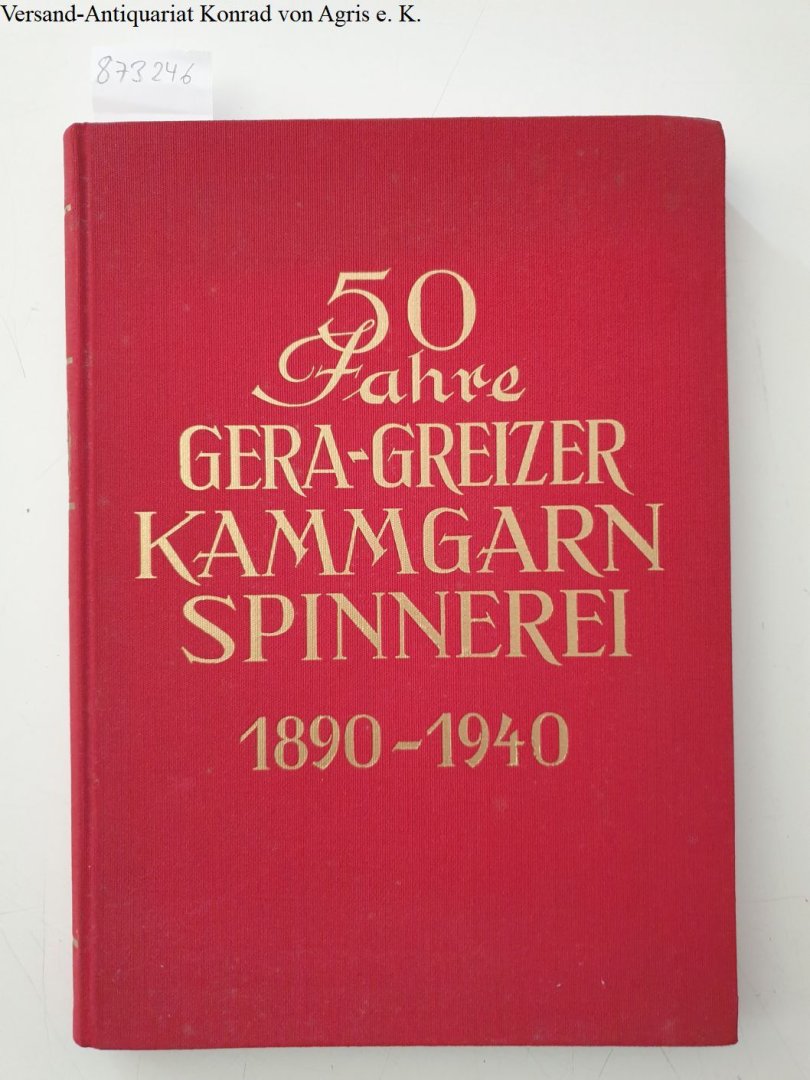 Versand-Antiquariat Konrad von Agris e. K.
873246
50
Jahre
GERA-GREIZER
KAMMGARN
SPINNEREI
1890-1940